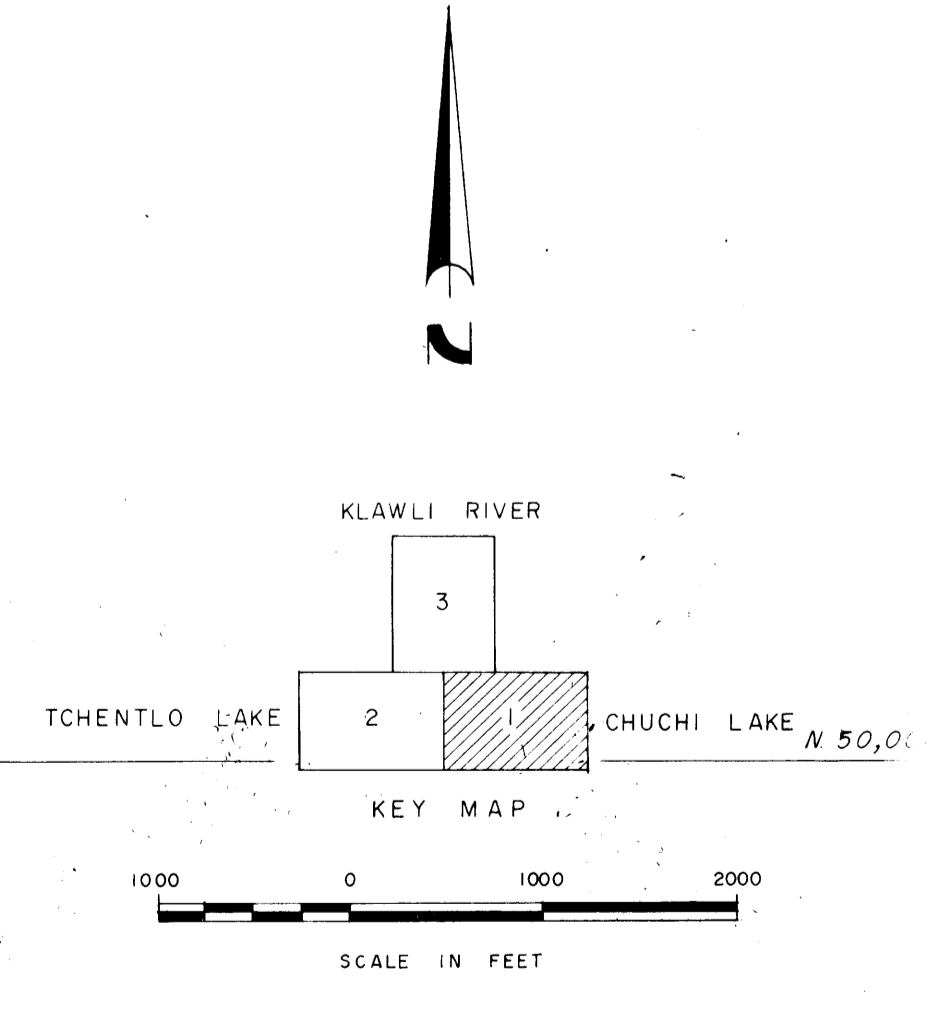 KLAWLI RIVER
3
TCHENTLO LAKE 2 1 CHUCHI LAKE
KEY MAP
1000 0 1000 2000
SCALE IN FEET